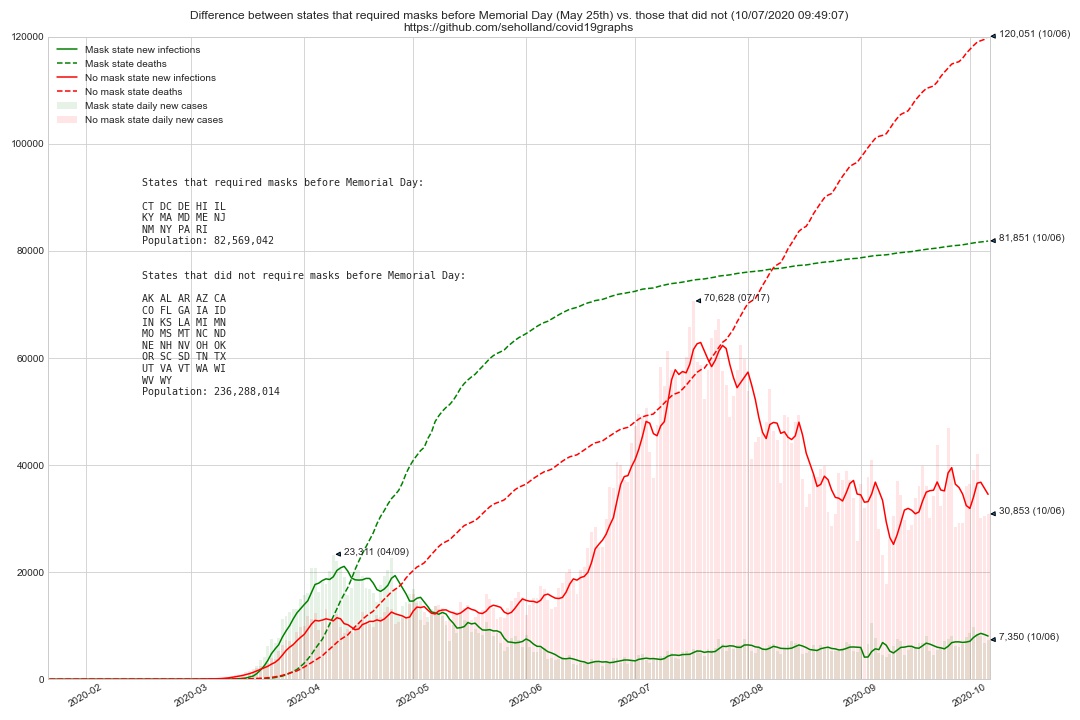 Difference between states that required masks before Memorial Day (May 25th) vs. those that did not (10/07/2020 09:49:07)
https://github.com/seholland/covid19graphs
Mask state new infections
Mask state deaths
No mask state new infections
No mask state deaths
Mask state daily new cases
No mask state daily new cases
States that required masks before Memorial Day:
CT DC DE HI IL
KY MA MD ME NJ
NM NY PA RI
Population: 82,569,042
States that did not require masks before Memorial Day:
AK AL AR AZ CA
CO FL GA IA ID
IN KS LA MI MN
MO MS MT NC ND
NE NH NV OH OK
OR SC SD TN TX
UT VA VT WA WI
WV WY
Population: 236,288,014
120000
100000
80000
60000
40000
20000
0
120,051 (10/06)
81,851 (10/06)
70,628 (07/17)
23,311 (04/09)
30,853 (10/06)
7,350 (10/06)
2020-02
2020-03
2020-04
2020-05
2020-06
2020-07
2020-08
2020-09
2020-10